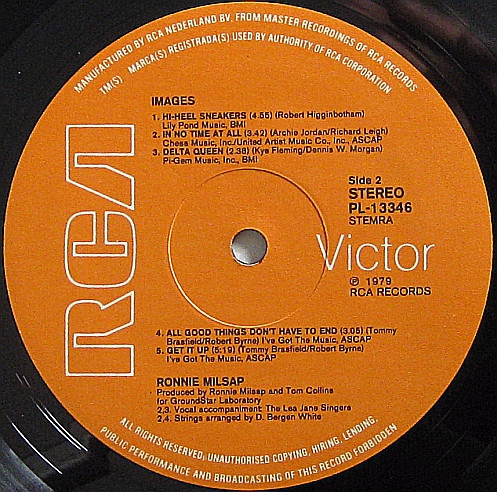 MANUFACTURED BY RCA NEDERLAND BV. FROM MASTER RECORDINGS OF RCA RECORDS
TM(S) MARCA(S) REGISTRADA(S) USED BY AUTHORITY OF RCA CORPORATION
IMAGES
1. HI-HEEL SNEAKERS (4.55) (Robert Higginbotham)
Lily Pond Music, BMI
2. IN NO TIME AT ALL (3.42) (Archie Jordan/Richard Leigh)
Chess Music, Inc./United Artist Music Co., Inc., ASCAP
3. DELTA QUEEN (2.38) (Kye Fleming/Dennis W. Morgan)
Pi-Gem Music, Inc., BMI
Side 2
STEREO
PL-13346
STEMRA
RCA
Victor
℗ 1979
RCA RECORDS
4. ALL GOOD THINGS DON'T HAVE TO END (3.05) (Tommy
Brasfield/Robert Byrne) I've Got The Music, ASCAP
5. GET IT UP (5:19) (Tommy Brasfield/Robert Byrne)
I've Got The Music, ASCAP
RONNIE MILSAP
Produced by Ronnie Milsap and Tom Collins
for GroundStar Laboratory
2.3. Vocal accompaniment: The Lea Jane Singers
2.4. Strings arranged by D. Bergen White
ALL RIGHTS RESERVED, UNAUTHORISED COPYING, HIRING, LENDING,
PUBLIC PERFORMANCE AND BROADCASTING OF THIS RECORD FORBIDDEN